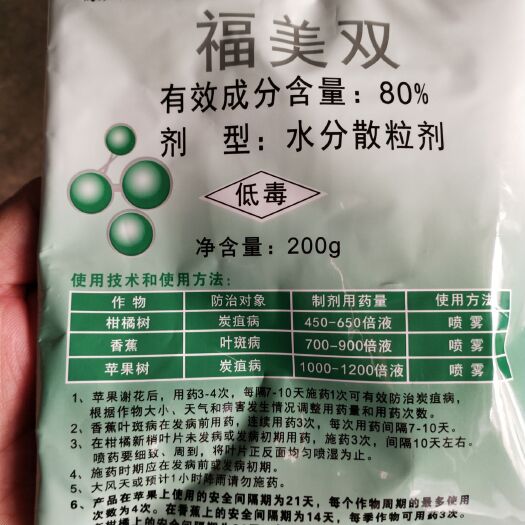 福美双
有效成分含量：80%
剂 型：水分散粒剂
低毒
净含量：200g
使用技术和使用方法：
作 物 防治对象 制剂用药量 使用方法
柑橘树 炭疽病 450-650倍液 喷 雾
香蕉 叶斑病 700-900倍液 喷 雾
苹果树 炭疽病 1000-1200倍液 喷 雾
1、苹果谢花后，用药3-4次，每隔7-10天施药1次可有效防治炭疽病，
根据作物大小、天气和病害发生情况调整用药量和用药次数。
2、香蕉叶斑病在发病前用药，连续用药3次，每次用药间隔7-10天。
3、在柑橘新梢叶片未发病或发病初期用药，施药3次，间隔10天左右。
喷药要细致、周到，将叶片正反面均匀喷湿为止。
4、施药时期应在发病前或发病初期。
5、大风天或预计1小时降雨请勿施药。
6、产品在苹果上使用的安全间隔期为21天，每个作物周期的最多使用
次数为4次。在香蕉上的安全间隔期为14天，每季作物可用药3次。